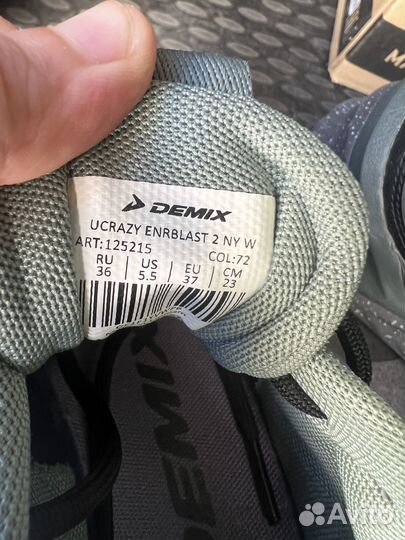 DEMIX
UCRAZY ENRBLAST 2 NY W
ART:125215 COL:72
RU US EU CM
36 5.5 37 23
DEMIX
Avito